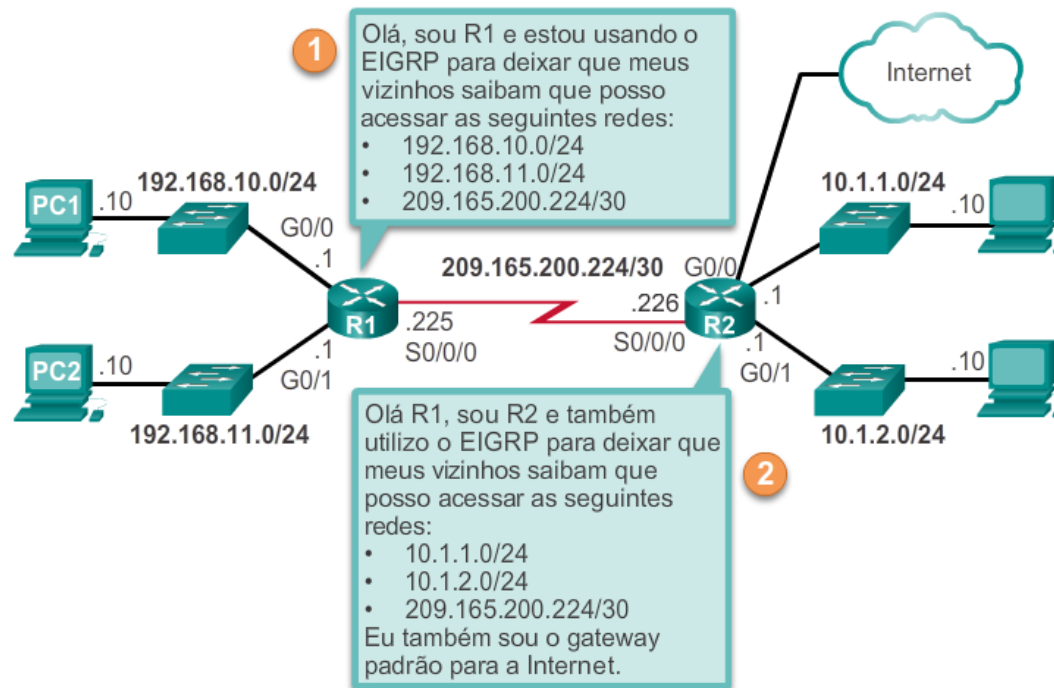 1
Olá, sou R1 e estou usando o
EIGRP para deixar que meus
vizinhos saibam que posso
acessar as seguintes redes:
• 192.168.10.0/24
• 192.168.11.0/24
• 209.165.200.224/30
Internet
PC1
.10
192.168.10.0/24
G0/0
.1
R1
.225
S0/0/0
.1
G0/1
PC2
.10
192.168.11.0/24
209.165.200.224/30
G0/0
.226
S0/0/0
R2
.1
.1
G0/1
10.1.1.0/24
.10
.10
10.1.2.0/24
Olá R1, sou R2 e também
utilizo o EIGRP para deixar que
meus vizinhos saibam que
posso acessar as seguintes
redes:
• 10.1.1.0/24
• 10.1.2.0/24
• 209.165.200.224/30
Eu também sou o gateway
padrão para a Internet.
2